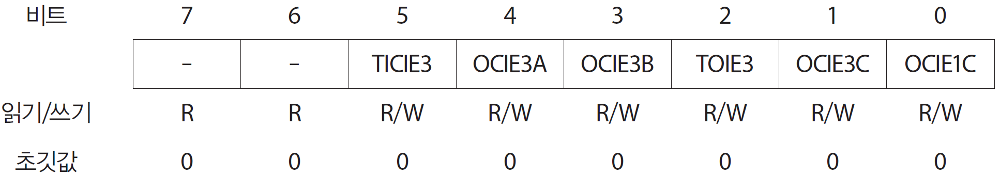 비트 7 6 5 4 3 2 1 0
– – TICIE3 OCIE3A OCIE3B TOIE3 OCIE3C OCIE1C
읽기/쓰기 R R R/W R/W R/W R/W R/W R/W
초깃값 0 0 0 0 0 0 0 0